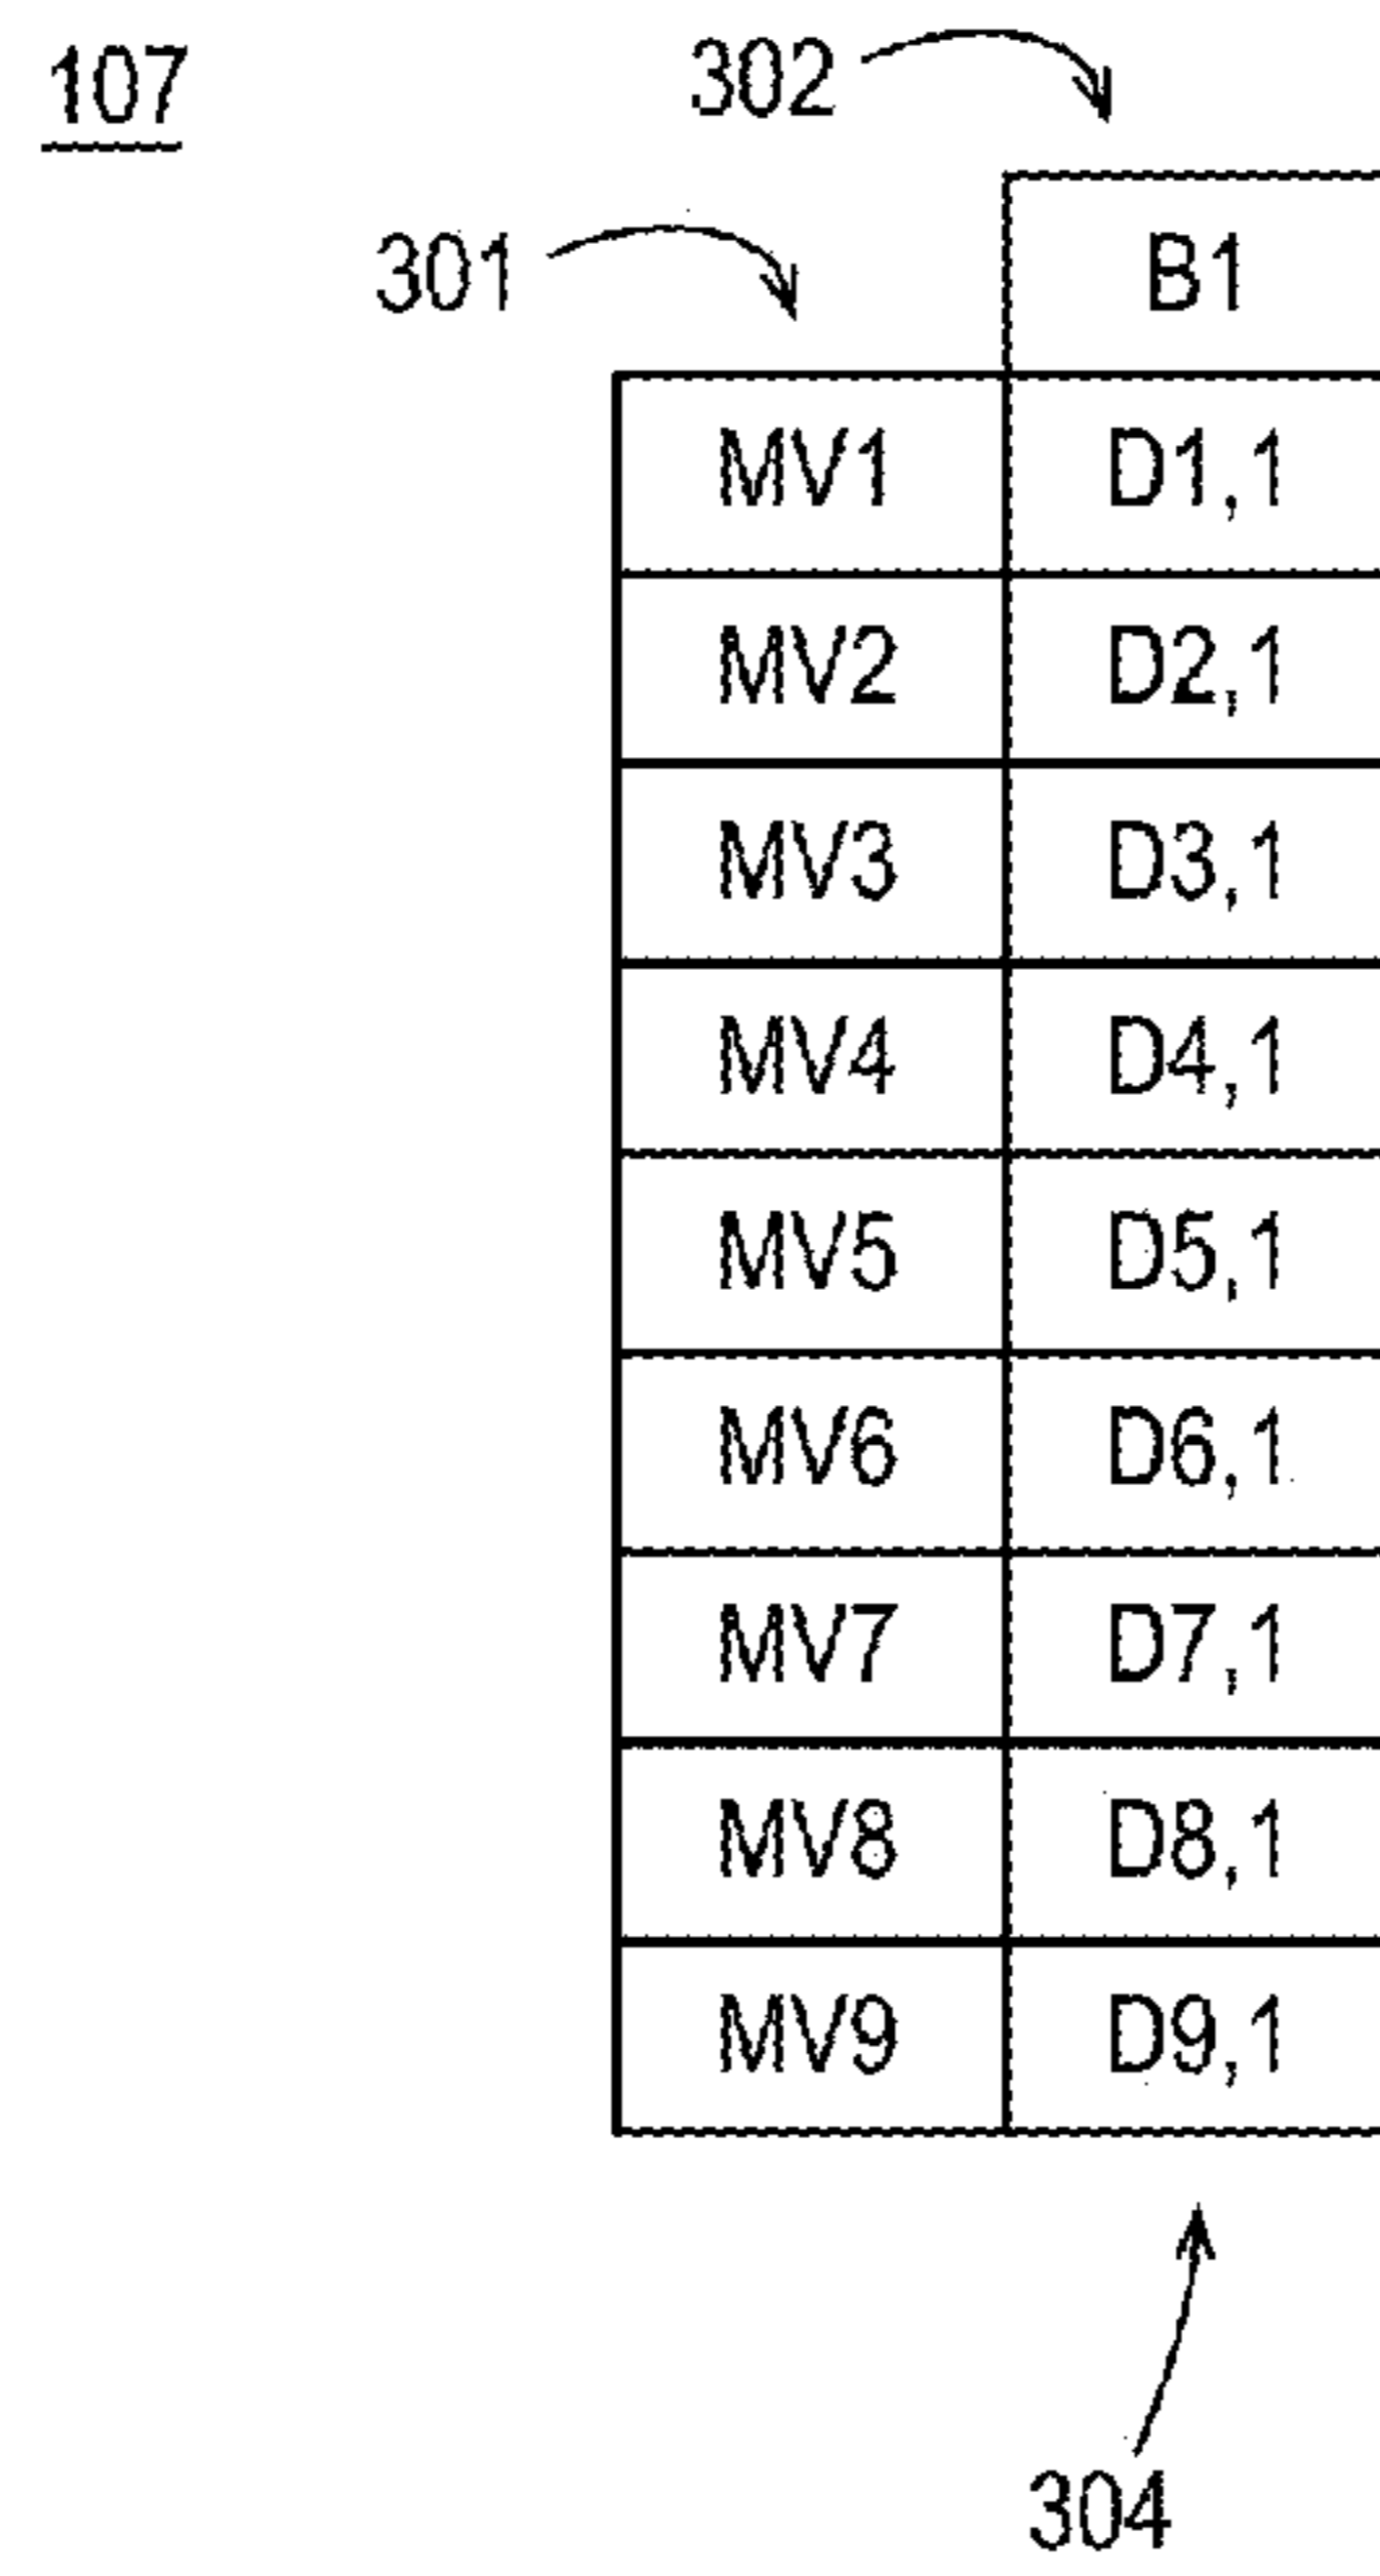 107
302
301
B1
MV1 D1,1
MV2 D2,1
MV3 D3,1
MV4 D4,1
MV5 D5,1
MV6 D6,1
MV7 D7,1
MV8 D8,1
MV9 D9,1
304